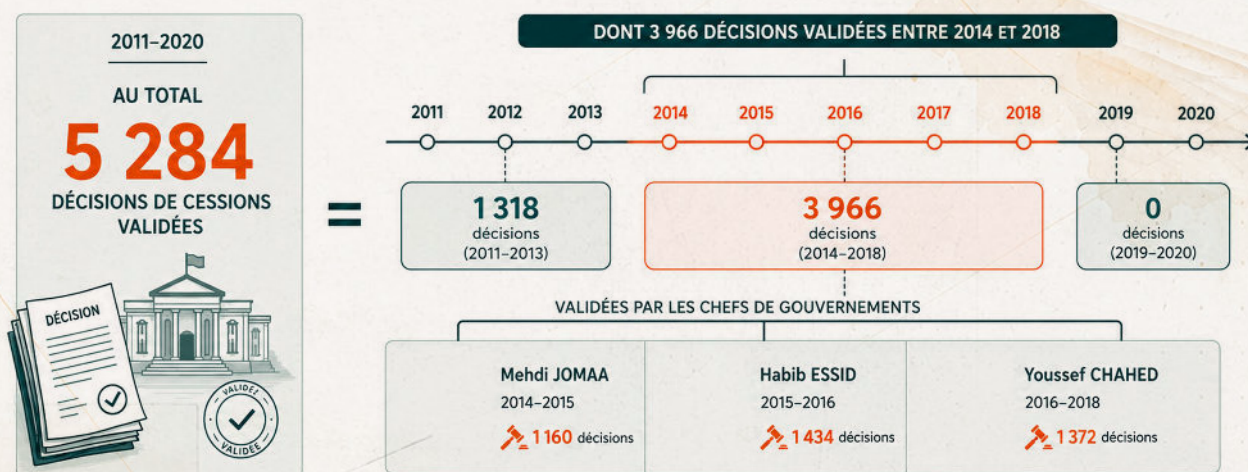 2011–2020
AU TOTAL
5 284
DÉCISIONS DE CESSIONS
VALIDÉES
DÉCISION
VALIDÉE
VALIDÉE
=
DONT 3 966 DÉCISIONS VALIDÉES ENTRE 2014 ET 2018
2011 2012 2013 2014 2015 2016 2017 2018 2019 2020
1 318
décisions
(2011–2013)
3 966
décisions
(2014–2018)
0
décisions
(2019–2020)
VALIDÉES PAR LES CHEFS DE GOUVERNEMENTS
Mehdi JOMAA
2014–2015
1 160 décisions
Habib ESSID
2015–2016
1 434 décisions
Youssef CHAHED
2016–2018
1 372 décisions